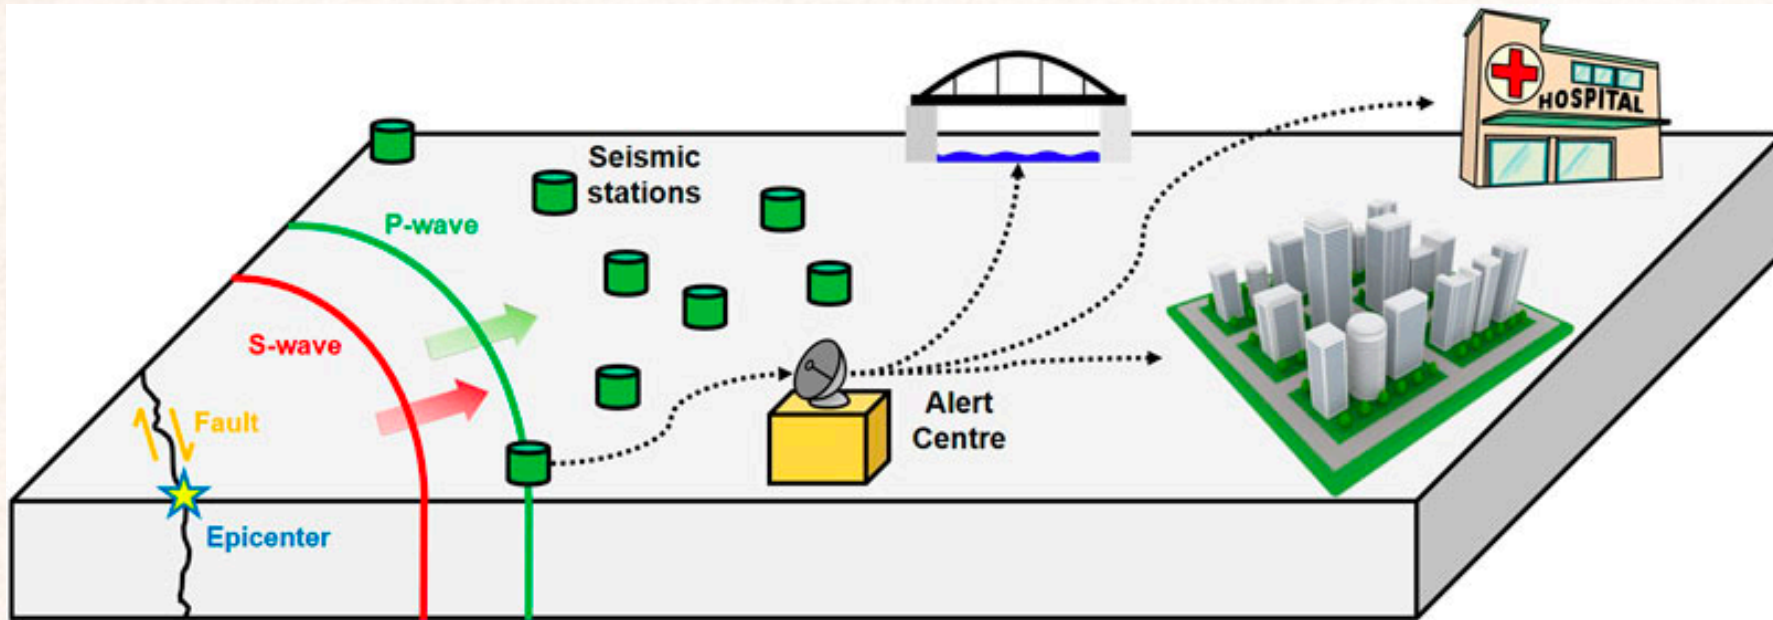 HOSPITAL
Seismic
stations
P-wave
S-wave
Fault
Alert
Centre
Epicenter